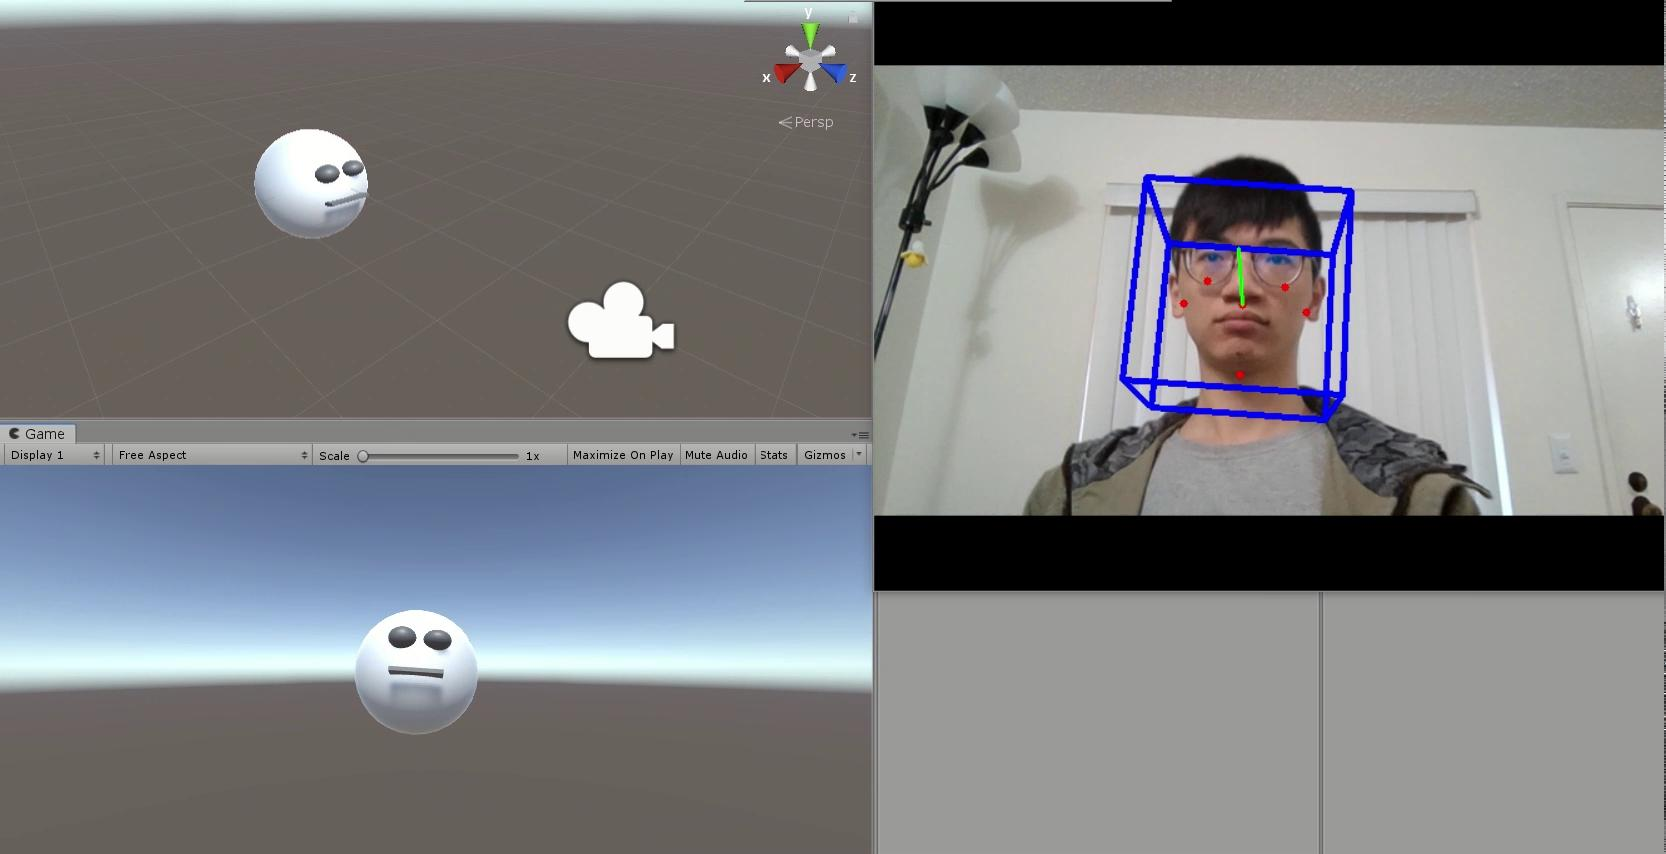 y
x
z
Persp
Game
Display 1
Free Aspect
Scale
1x
Maximize On Play
Mute Audio
Stats
Gizmos